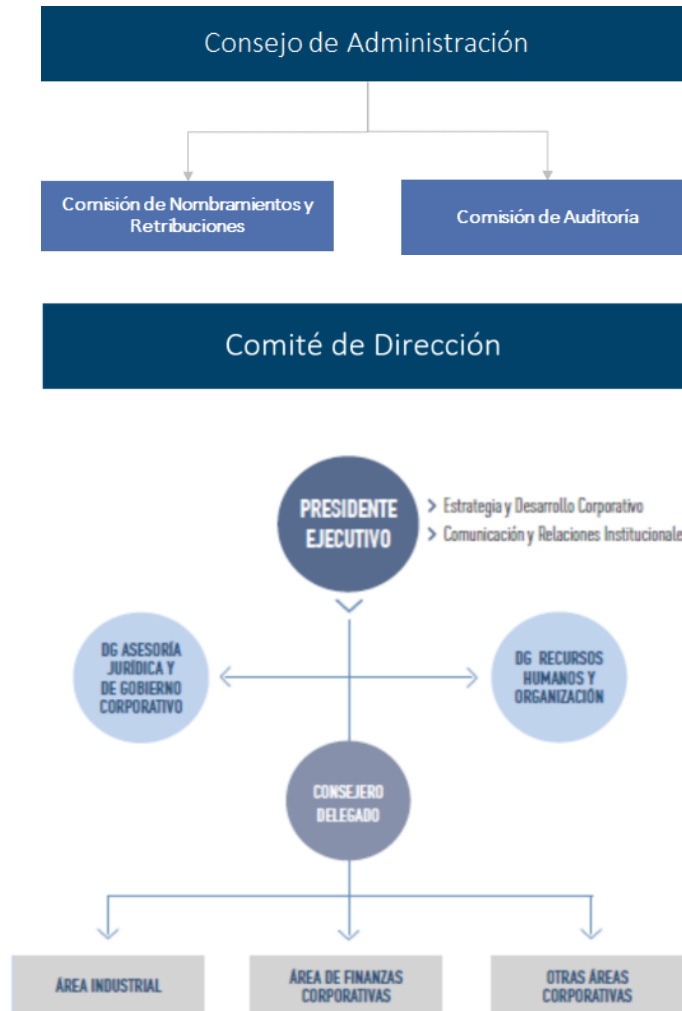 Consejo de Administración
Comisión de Nombramientos y
Retribuciones
Comisión de Auditoría
Comité de Dirección
PRESIDENTE
EJECUTIVO
> Estrategia y Desarrollo Corporativo
> Comunicación y Relaciones Institucionale
DG ASESORÍA
JURÍDICA Y
DE GOBIERNO
CORPORATIVO
DG RECURSOS
HUMANOS Y
ORGANIZACIÓN
CONSEJERO
DELEGADO
ÁREA INDUSTRIAL
ÁREA DE FINANZAS
CORPORATIVAS
OTRAS ÁREAS
CORPORATIVAS